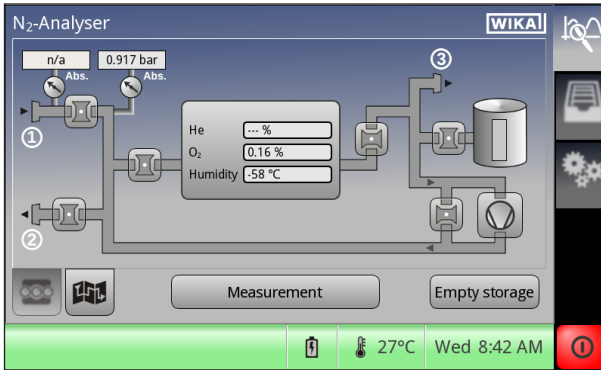 N₂-Analyser
WIKA
n/a
0.917 bar
Abs.
Abs.
3
1
He --- %
O₂ 0.16 %
Humidity -58 °C
2
Measurement
Empty storage
27°C
Wed 8:42 AM